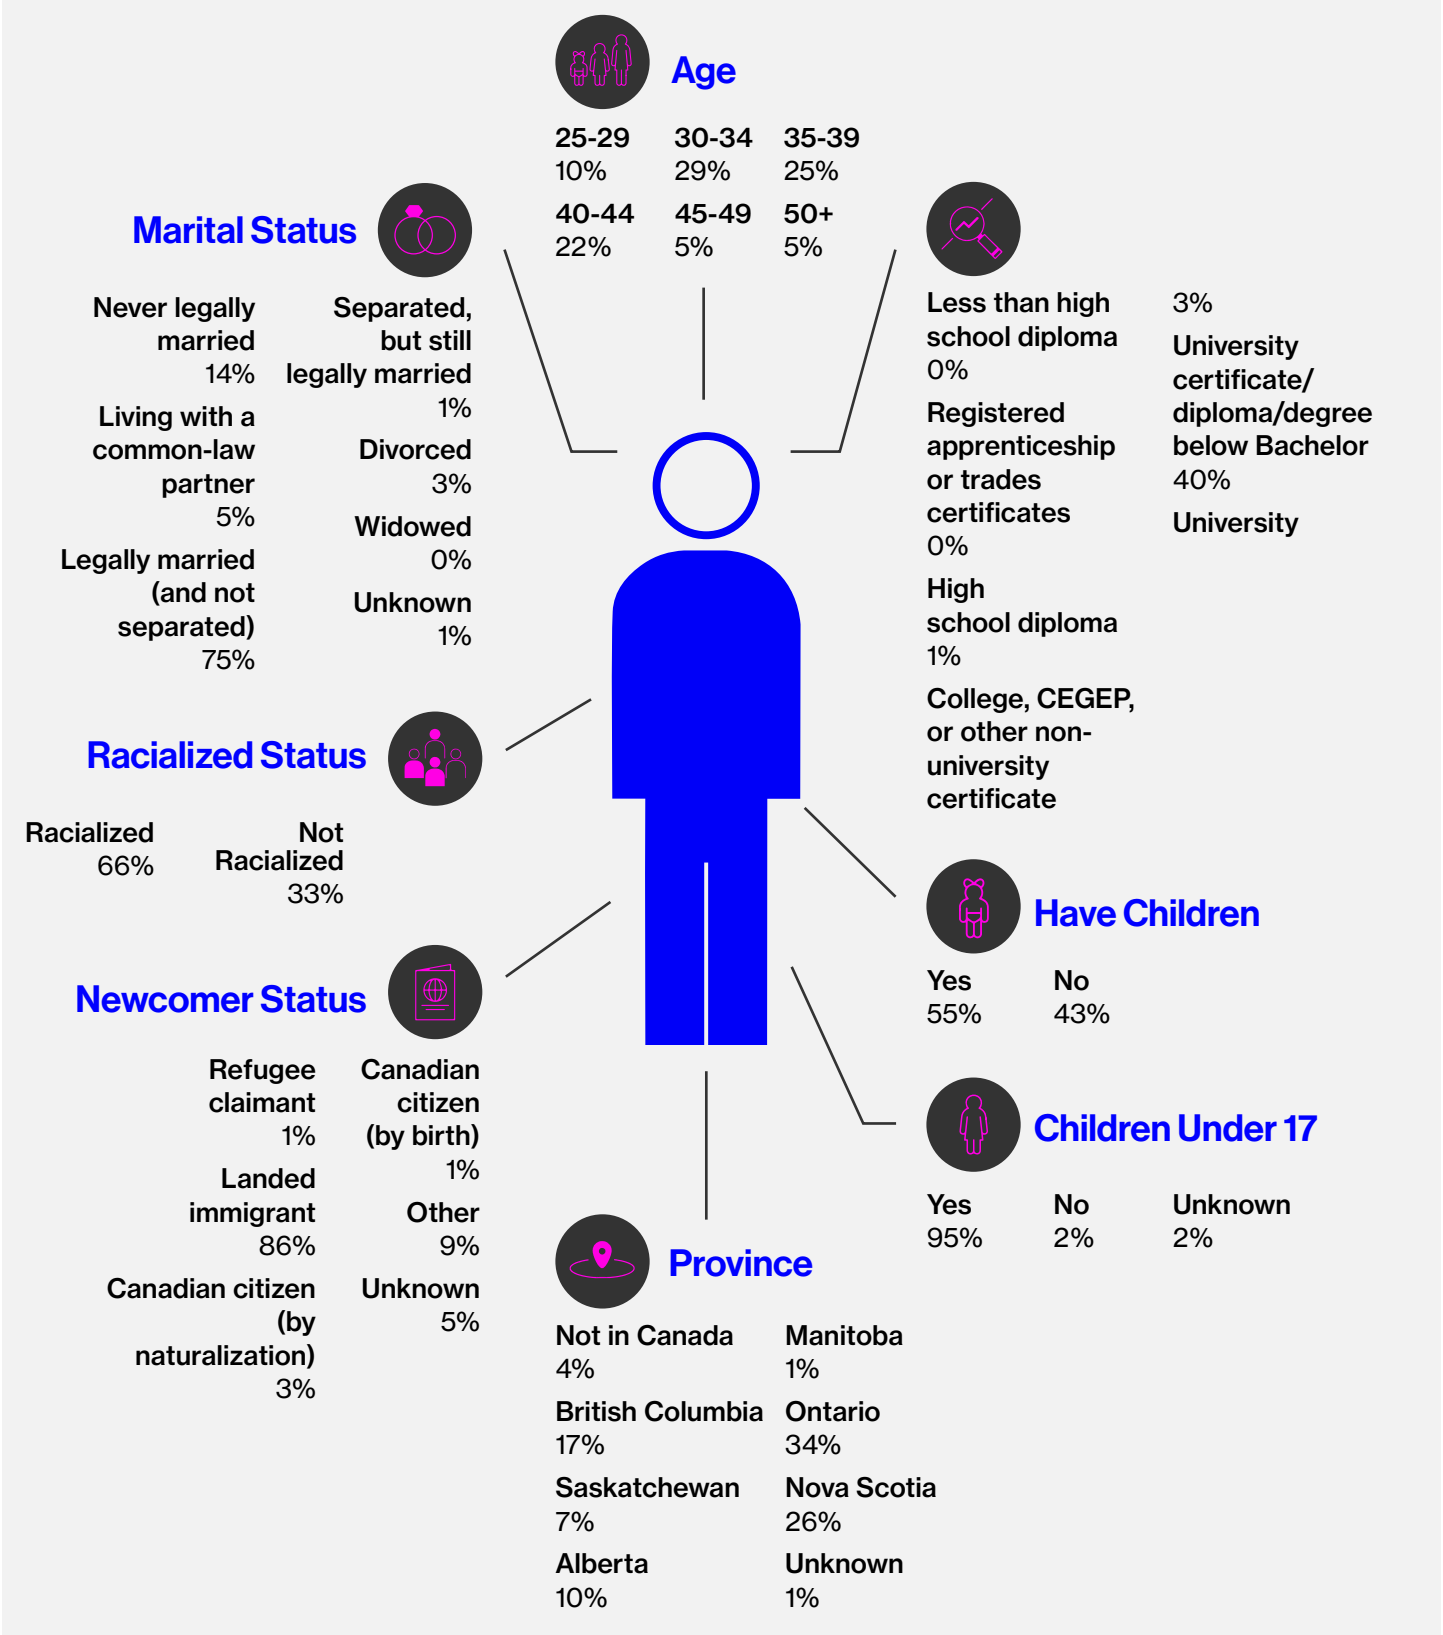 Age
25-29
10%
30-34
29%
35-39
25%
40-44
22%
45-49
5%
50+
5%
Marital Status
Never legally
married
14%
Living with a
common-law
partner
5%
Legally married
(and not
separated)
75%
Separated,
but still
legally married
1%
Divorced
3%
Widowed
0%
Unknown
1%
Less than high
school diploma
0%
Registered
apprenticeship
or trades
certificates
0%
High
school diploma
1%
College, CEGEP,
or other non-
university
certificate
3%
University
certificate/
diploma/degree
below Bachelor
40%
University
Racialized Status
Racialized
66%
Not
Racialized
33%
Have Children
Yes
55%
No
43%
Newcomer Status
Refugee
claimant
1%
Landed
immigrant
86%
Canadian citizen
(by
naturalization)
3%
Canadian
citizen
(by birth)
1%
Other
9%
Unknown
5%
Children Under 17
Yes
95%
No
2%
Unknown
2%
Province
Not in Canada
4%
British Columbia
17%
Saskatchewan
7%
Alberta
10%
Manitoba
1%
Ontario
34%
Nova Scotia
26%
Unknown
1%